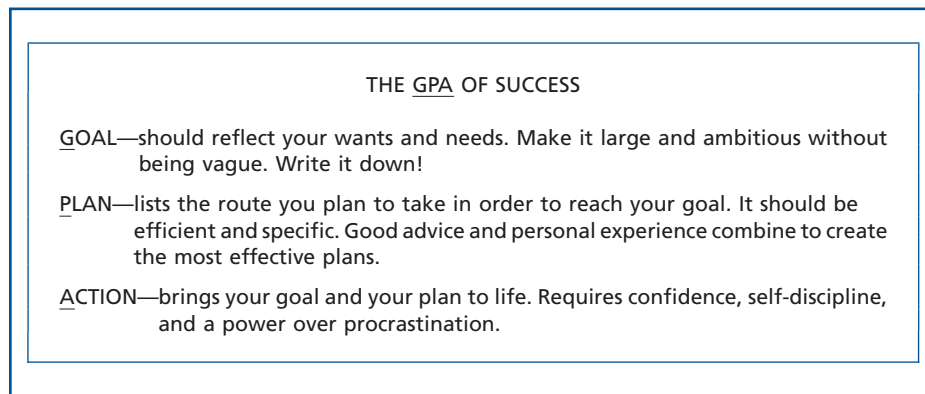 THE GPA OF SUCCESS
GOAL—should reflect your wants and needs. Make it large and ambitious without
being vague. Write it down!
PLAN—lists the route you plan to take in order to reach your goal. It should be
efficient and specific. Good advice and personal experience combine to create
the most effective plans.
ACTION—brings your goal and your plan to life. Requires confidence, self-discipline,
and a power over procrastination.